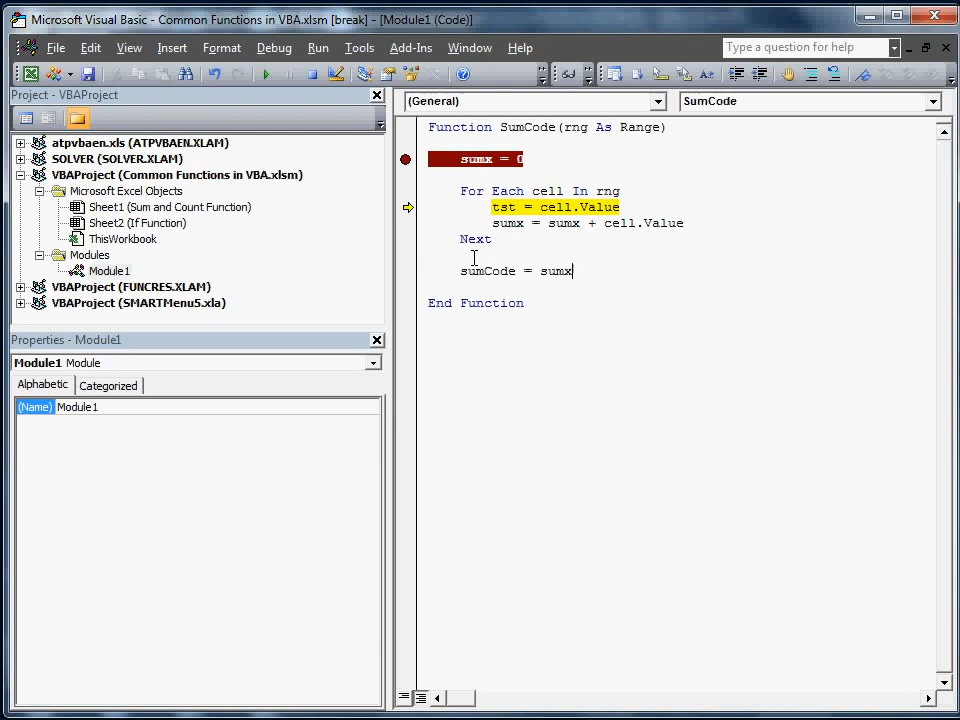 Microsoft Visual Basic - Common Functions in VBA.xlsm [break] - [Module1 (Code)]
File Edit View Insert Format Debug Run Tools Add-Ins Window Help
Type a question for help
Project - VBAProject
(General)
SumCode
atpvbaen.xls (ATPVBAEN.XLAM)
SOLVER (SOLVER.XLAM)
VBAProject (Common Functions in VBA.xlsm)
Microsoft Excel Objects
Sheet1 (Sum and Count Function)
Sheet2 (If Function)
ThisWorkbook
Modules
Module1
VBAProject (FUNCRES.XLAM)
VBAProject (SMARTMenu5.xla)
Properties - Module1
Module1 Module
Alphabetic Categorized
(Name) Module1
Function SumCode(rng As Range)
sumx = 0
For Each cell In rng
tst = cell.Value
sumx = sumx + cell.Value
Next
sumCode = sumx
End Function